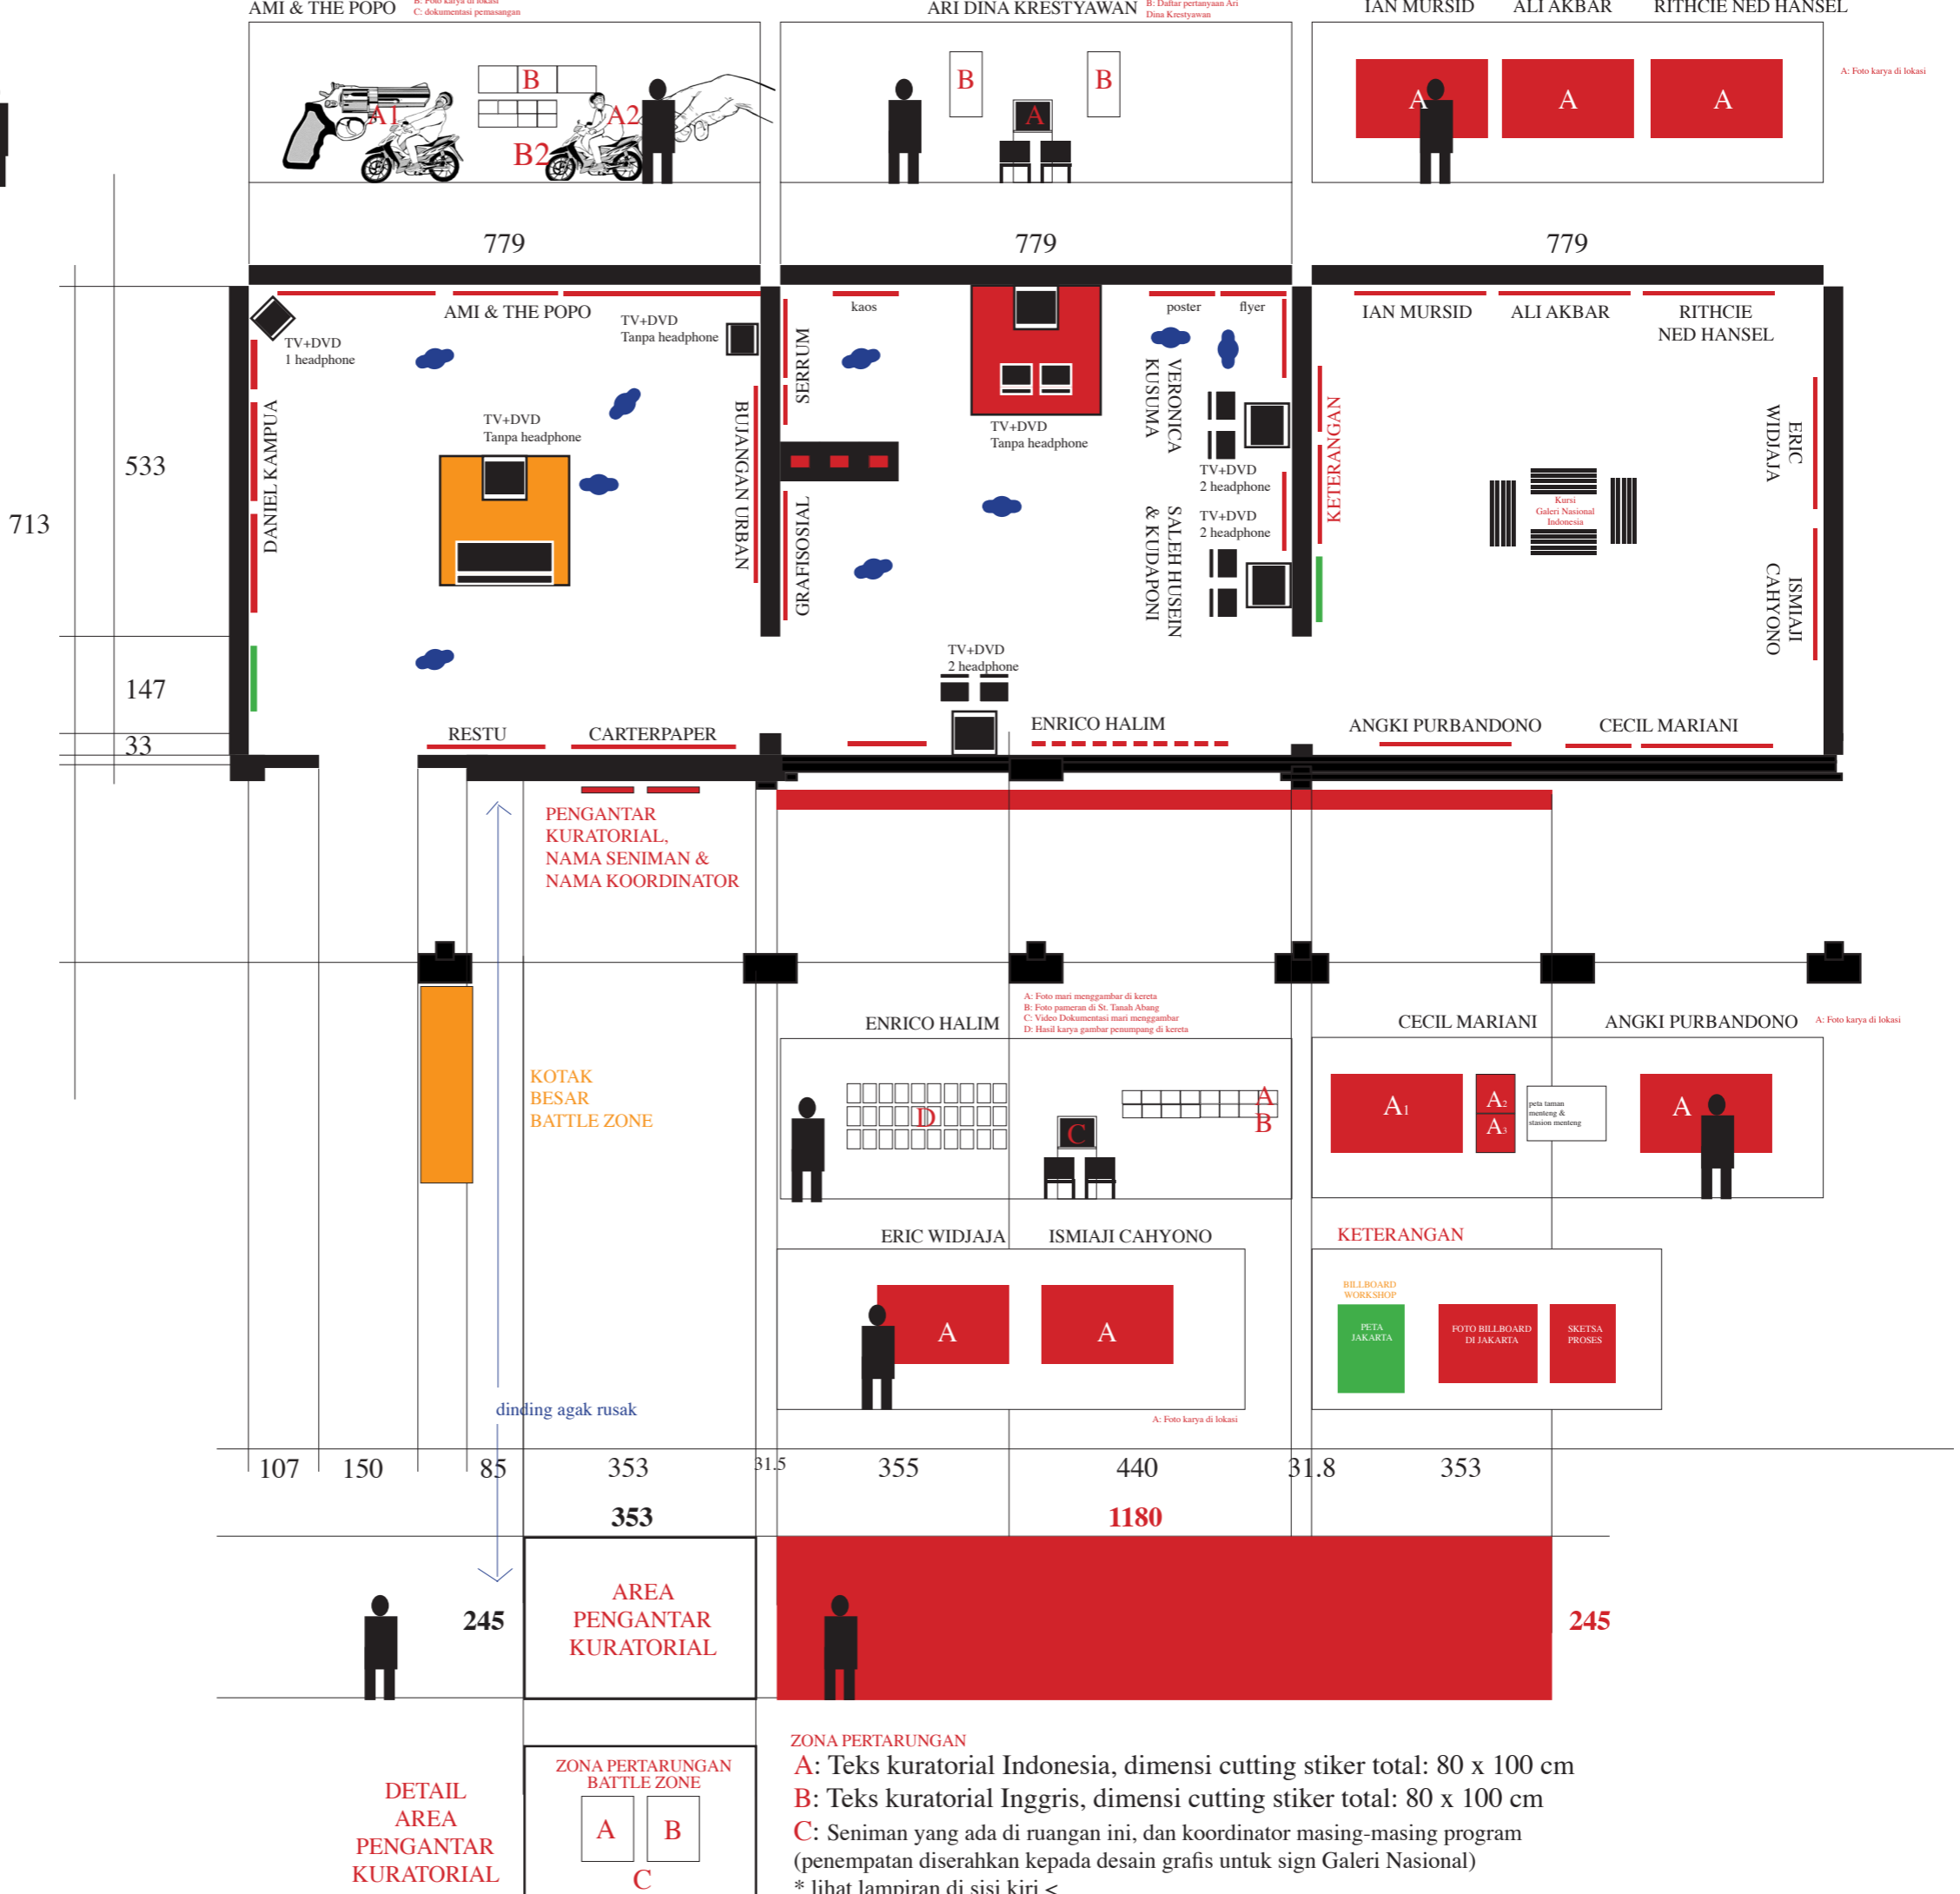 AMI & THE POPO
B: Foto karya di lokasi
C: dokumentasi pemasangan
ARI DINA KRESTYAWAN
B: Daftar pertanyaan Ari
Dina Krestyawan
IAN MURSID
ALI AKBAR
RITHCIE NED HANSEL
A: Foto karya di lokasi
A1
B
A2
B2
B
A
B
A
A
A
779
779
779
AMI & THE POPO
TV+DVD
1 headphone
TV+DVD
Tanpa headphone
DANIEL KAMPUA
TV+DVD
Tanpa headphone
BUJANGAN URBAN
RESTU
CARTERPAPER
kaos
poster
flyer
SERRUM
GRAFISOSIAL
TV+DVD
Tanpa headphone
VERONICA
KUSUMA
TV+DVD
2 headphone
SALEH HUSEIN
& KUDAPONI
TV+DVD
2 headphone
TV+DVD
2 headphone
ENRICO HALIM
IAN MURSID
ALI AKBAR
RITHCIE
NED HANSEL
KETERANGAN
Kursi
Galeri Nasional
Indonesia
ERIC
WIDJAJA
ISMIAJI
CAHYONO
ANGKI PURBANDONO
CECIL MARIANI
533
713
147
33
PENGANTAR
KURATORIAL,
NAMA SENIMAN &
NAMA KOORDINATOR
KOTAK
BESAR
BATTLE ZONE
ENRICO HALIM
A: Foto mari menggambar di kereta
B: Foto pameran di St. Tanah Abang
C: Video Dokumentasi mari menggambar
D: Hasil karya gambar penumpang di kereta
D
C
A
B
CECIL MARIANI
ANGKI PURBANDONO
A: Foto karya di lokasi
A1
A2
A3
peta taman
menteng &
stasion menteng
A
ERIC WIDJAJA
ISMIAJI CAHYONO
A
A
A: Foto karya di lokasi
KETERANGAN
BILLBOARD
WORKSHOP
PETA
JAKARTA
FOTO BILLBOARD
DI JAKARTA
SKETSA
PROSES
dinding agak rusak
107
150
85
353
31.5
355
440
31.8
353
353
1180
245
AREA
PENGANTAR
KURATORIAL
245
DETAIL
AREA
PENGANTAR
KURATORIAL
ZONA PERTARUNGAN
BATTLE ZONE
A
B
C
ZONA PERTARUNGAN
A: Teks kuratorial Indonesia, dimensi cutting stiker total: 80 x 100 cm
B: Teks kuratorial Inggris, dimensi cutting stiker total: 80 x 100 cm
C: Seniman yang ada di ruangan ini, dan koordinator masing-masing program
(penempatan diserahkan kepada desain grafis untuk sign Galeri Nasional)
* lihat lampiran di sisi kiri <